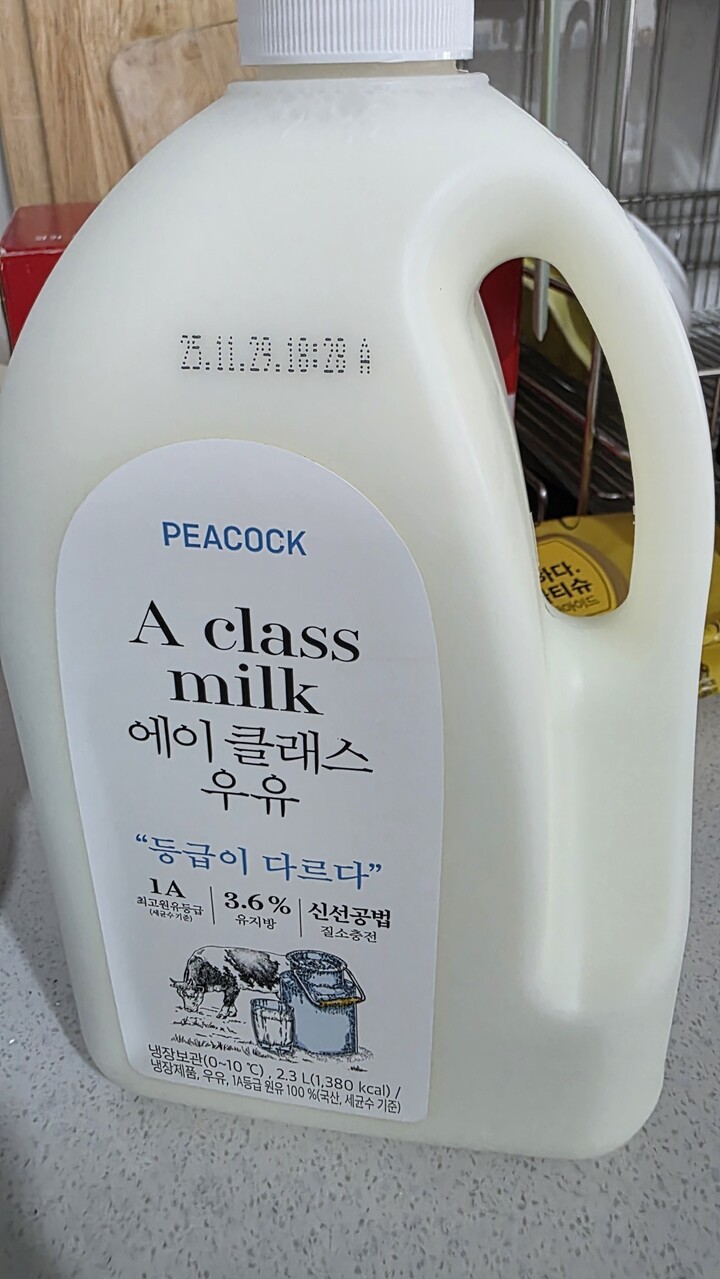 25.11.29.18:28 A
PEACOCK
A class
milk
에이 클래스
우유
“등급이 다르다”
1A
최고원유등급
(세균수기준)
3.6%
유지방
신선공법
질소충전
냉장보관(0~10 ℃) , 2.3 L(1,380 kcal) /
냉장제품, 우유, 1A등급 원유 100 %(국산, 세균수 기준)
하다.
티슈